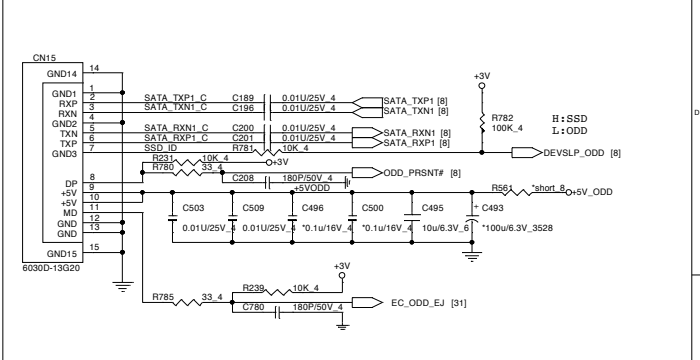 CN15
GND14 14
+3V
GND1 1
RXP 2 SATA_TXP1_C C189 0.01U/25V_4 SATA_TXP1 [8]
RXN 3 SATA_TXN1_C C196 0.01U/25V_4 SATA_TXN1 [8]
R782
100K_4
H:SSD
L:ODD
D
GND2 4
TXN 5 SATA_RXN1_C C200 0.01U/25V_4 SATA_RXN1 [8]
TXP 6 SATA_RXP1_C C201 0.01U/25V_4 SATA_RXP1 [8]
GND3 7 SSD_ID R781 10K_4 DEVSLP_ODD [8]
R231 10K_4 +3V
R780 33_4 ODD_PRSNT# [8]
DP 8 C208 180P/50V_4
+5V 9 +5VODD R561 *short_8 +5V_ODD
+5V 10
MD 11
GND 12
GND 13
C503 C509 C496 C500 C495 + C493
0.01U/25V_4 0.01U/25V_4 *0.1u/16V_4 *0.1u/16V_4 10u/6.3V_6 *100u/6.3V_3528
GND15 15
6030D-13G20
+3V
R239 10K_4
R785 33_4 EC_ODD_EJ [31]
C780 180P/50V_4